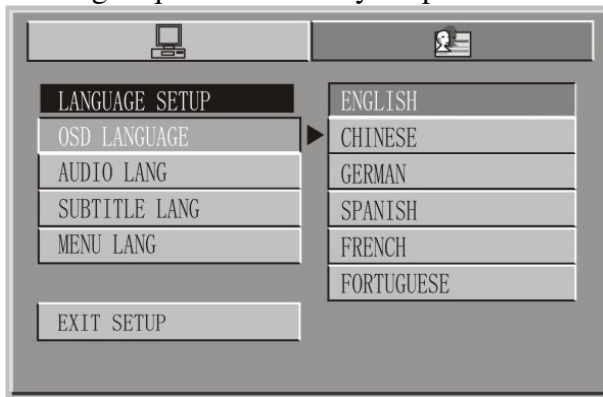 LANGUAGE SETUP
OSD LANGUAGE
AUDIO LANG
SUBTITLE LANG
MENU LANG
EXIT SETUP
ENGLISH
CHINESE
GERMAN
SPANISH
FRENCH
FORTUGUESE